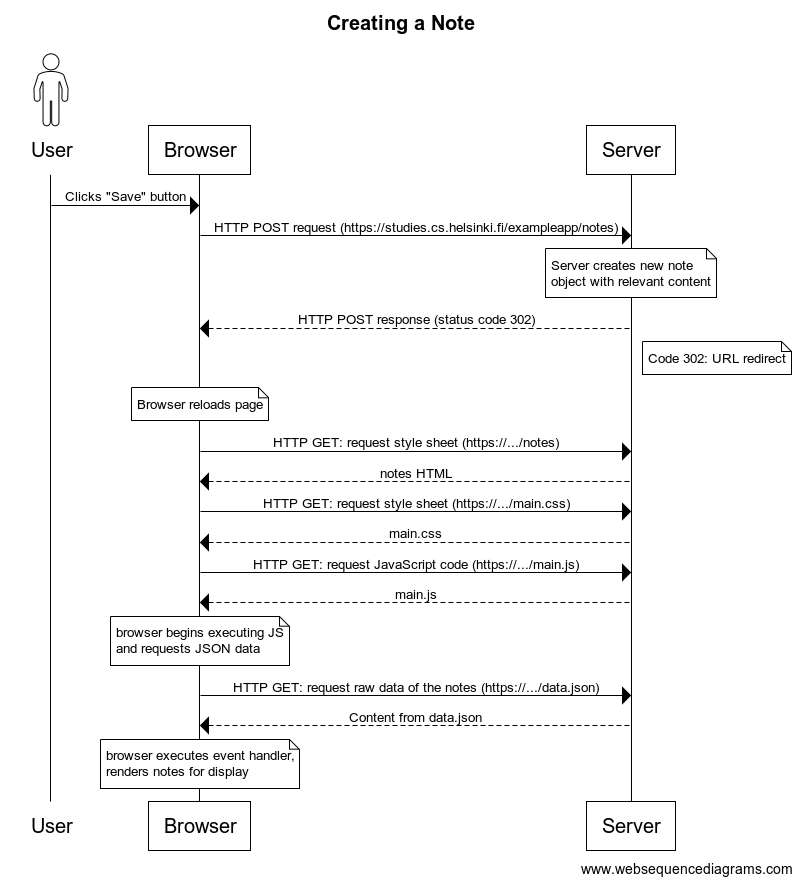 Creating a Note
User
Browser
Server
Clicks "Save" button
HTTP POST request (https://studies.cs.helsinki.fi/exampleapp/notes)
Server creates new note
object with relevant content
HTTP POST response (status code 302)
Code 302: URL redirect
Browser reloads page
HTTP GET: request style sheet (https://.../notes)
notes HTML
HTTP GET: request style sheet (https://.../main.css)
main.css
HTTP GET: request JavaScript code (https://.../main.js)
main.js
browser begins executing JS
and requests JSON data
HTTP GET: request raw data of the notes (https://.../data.json)
Content from data.json
browser executes event handler,
renders notes for display
User
Browser
Server
www.websequencediagrams.com